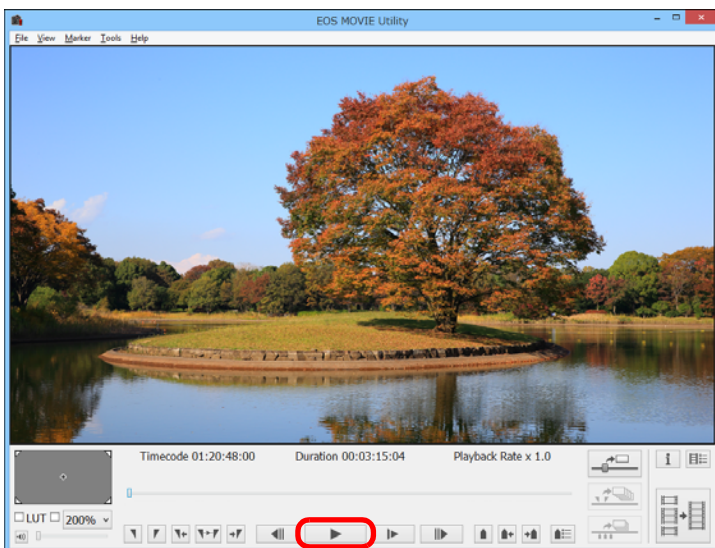 EOS MOVIE Utility
File View Marker Tools Help
Timecode 01:20:48:00 Duration 00:03:15:04 Playback Rate x 1.0
LUT 200%